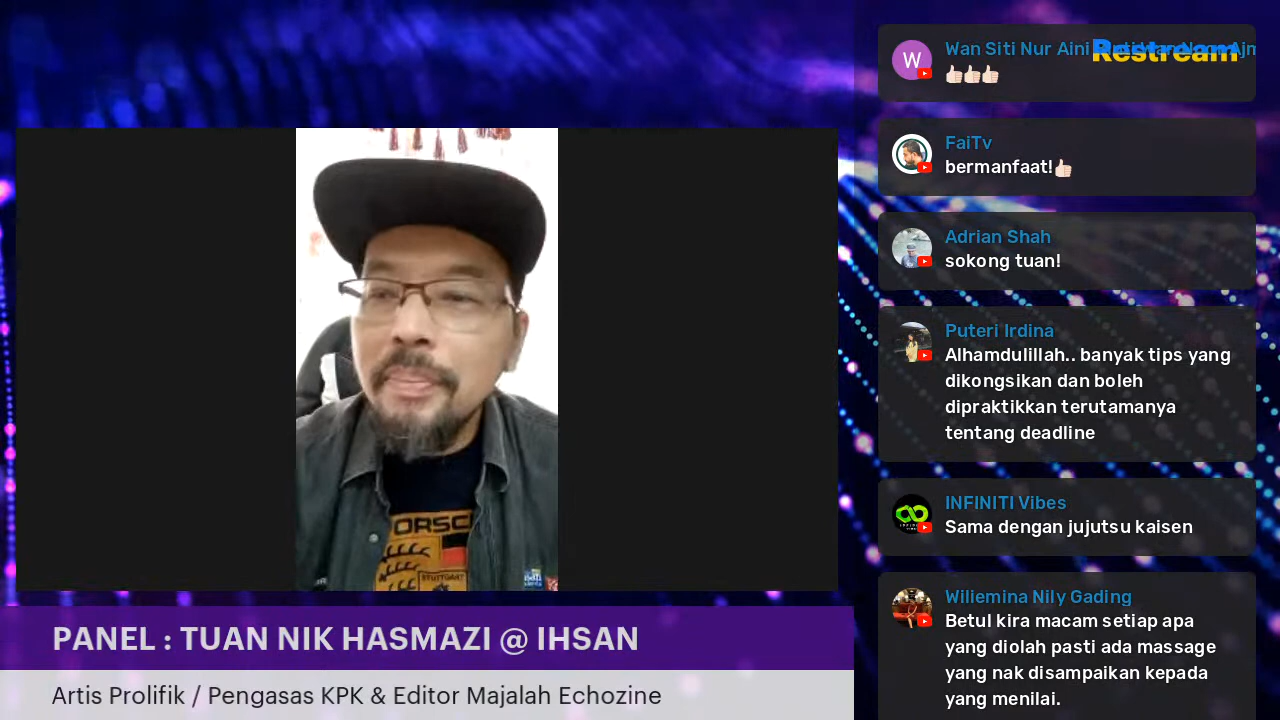 Wan Siti Nur Aini
Restream
👍🏻👍🏻👍🏻
FaiTv
bermanfaat!👍🏻
Adrian Shah
sokong tuan!
Puteri Irdina
Alhamdulillah.. banyak tips yang
dikongsikan dan boleh
dipraktikkan terutamanya
tentang deadline
INFINITI Vibes
Sama dengan jujutsu kaisen
Wiliemina Nily Gading
Betul kira macam setiap apa
yang diolah pasti ada massage
yang nak disampaikan kepada
yang menilai.
W
ORSC
STUTTGART
PANEL : TUAN NIK HASMAZI @ IHSAN
Artis Prolifik / Pengasas KPK & Editor Majalah Echozine